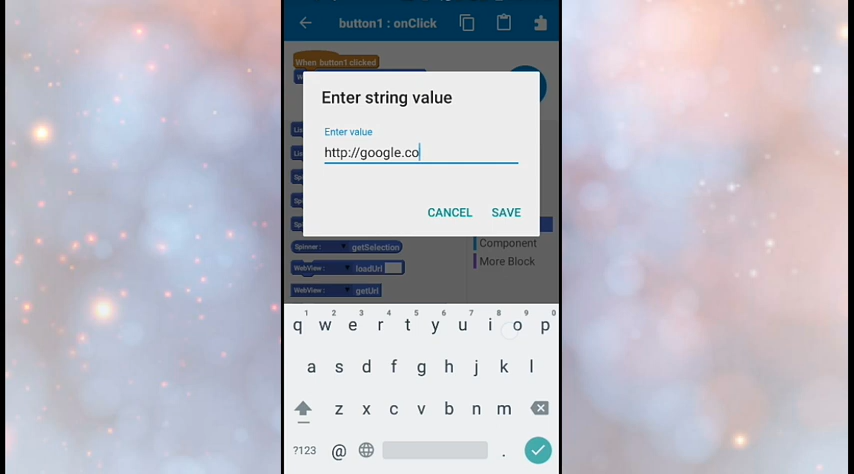 button1 : onClick
When button1 clicked
Enter string value
Enter value
http://google.co
CANCEL SAVE
Spinner: getSelection
WebView: loadUrl
WebView: getUrl
Component
More Block
1 2 3 4 5 6 7 8 9 0
q w e r t y u i o p
a s d f g h j k l
z x c v b n m
?123 @ .